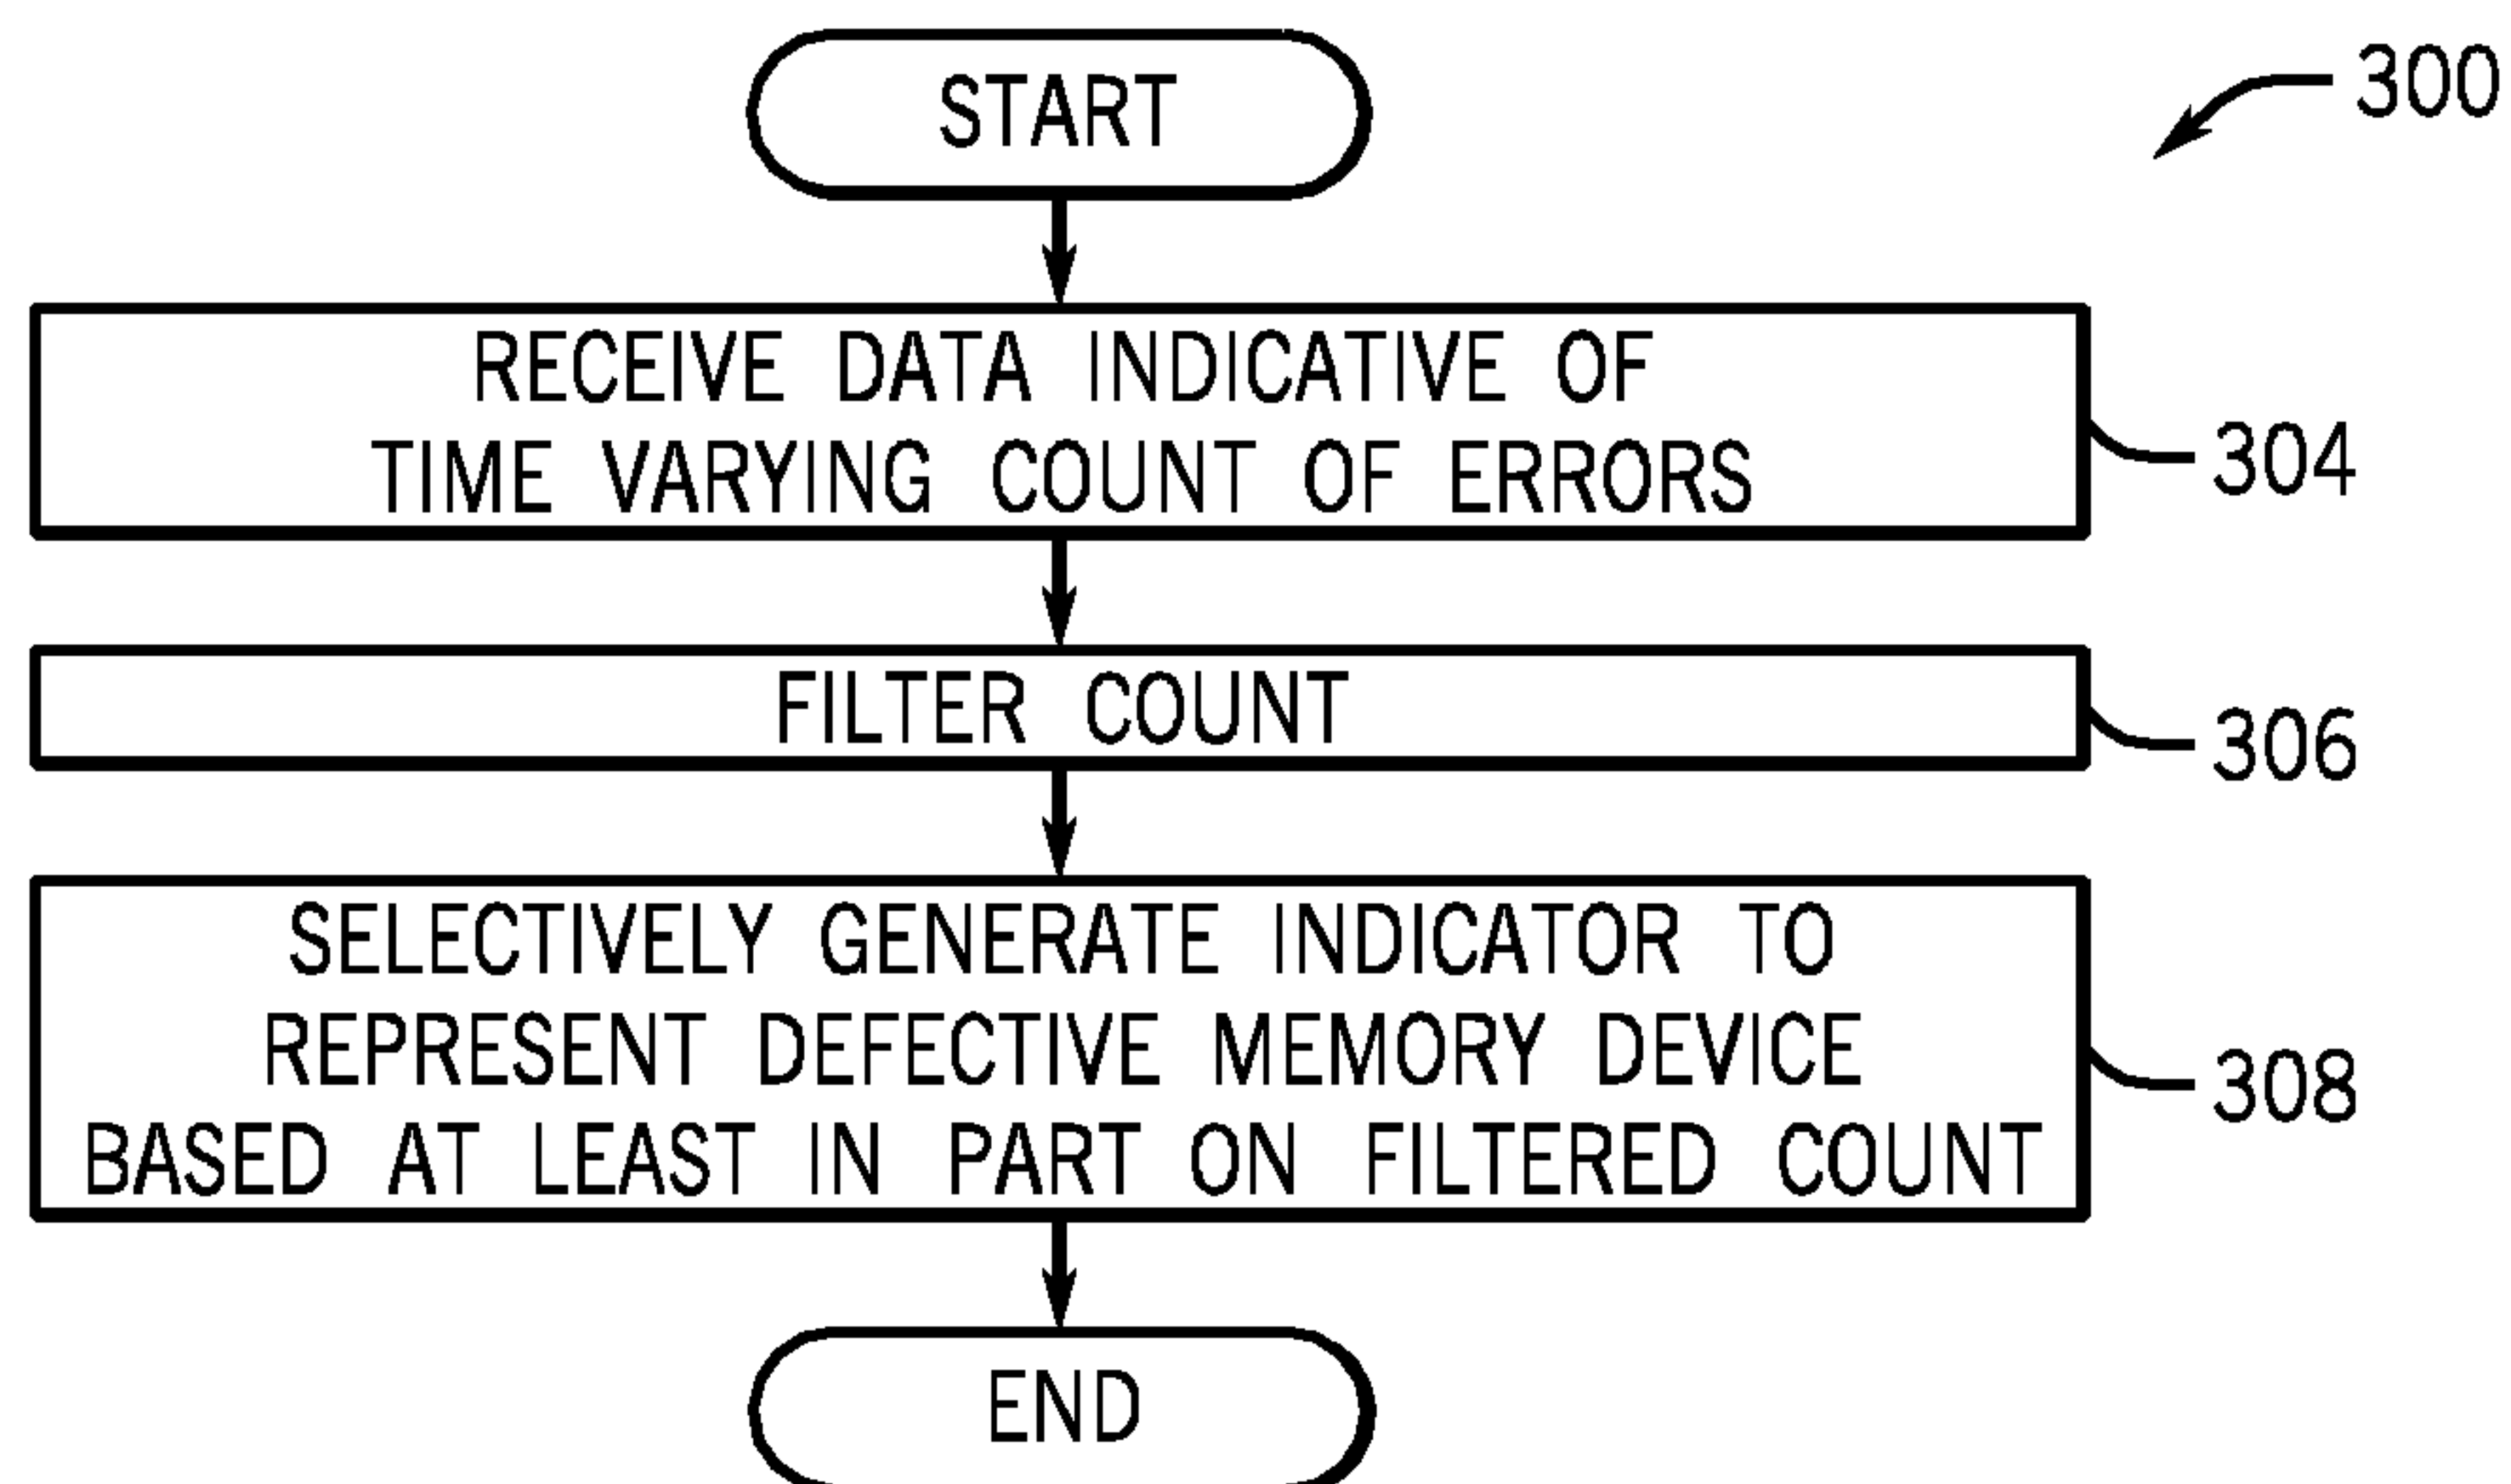 START
300
RECEIVE DATA INDICATIVE OF
TIME VARYING COUNT OF ERRORS
304
FILTER COUNT
306
SELECTIVELY GENERATE INDICATOR TO
REPRESENT DEFECTIVE MEMORY DEVICE
BASED AT LEAST IN PART ON FILTERED COUNT
308
END